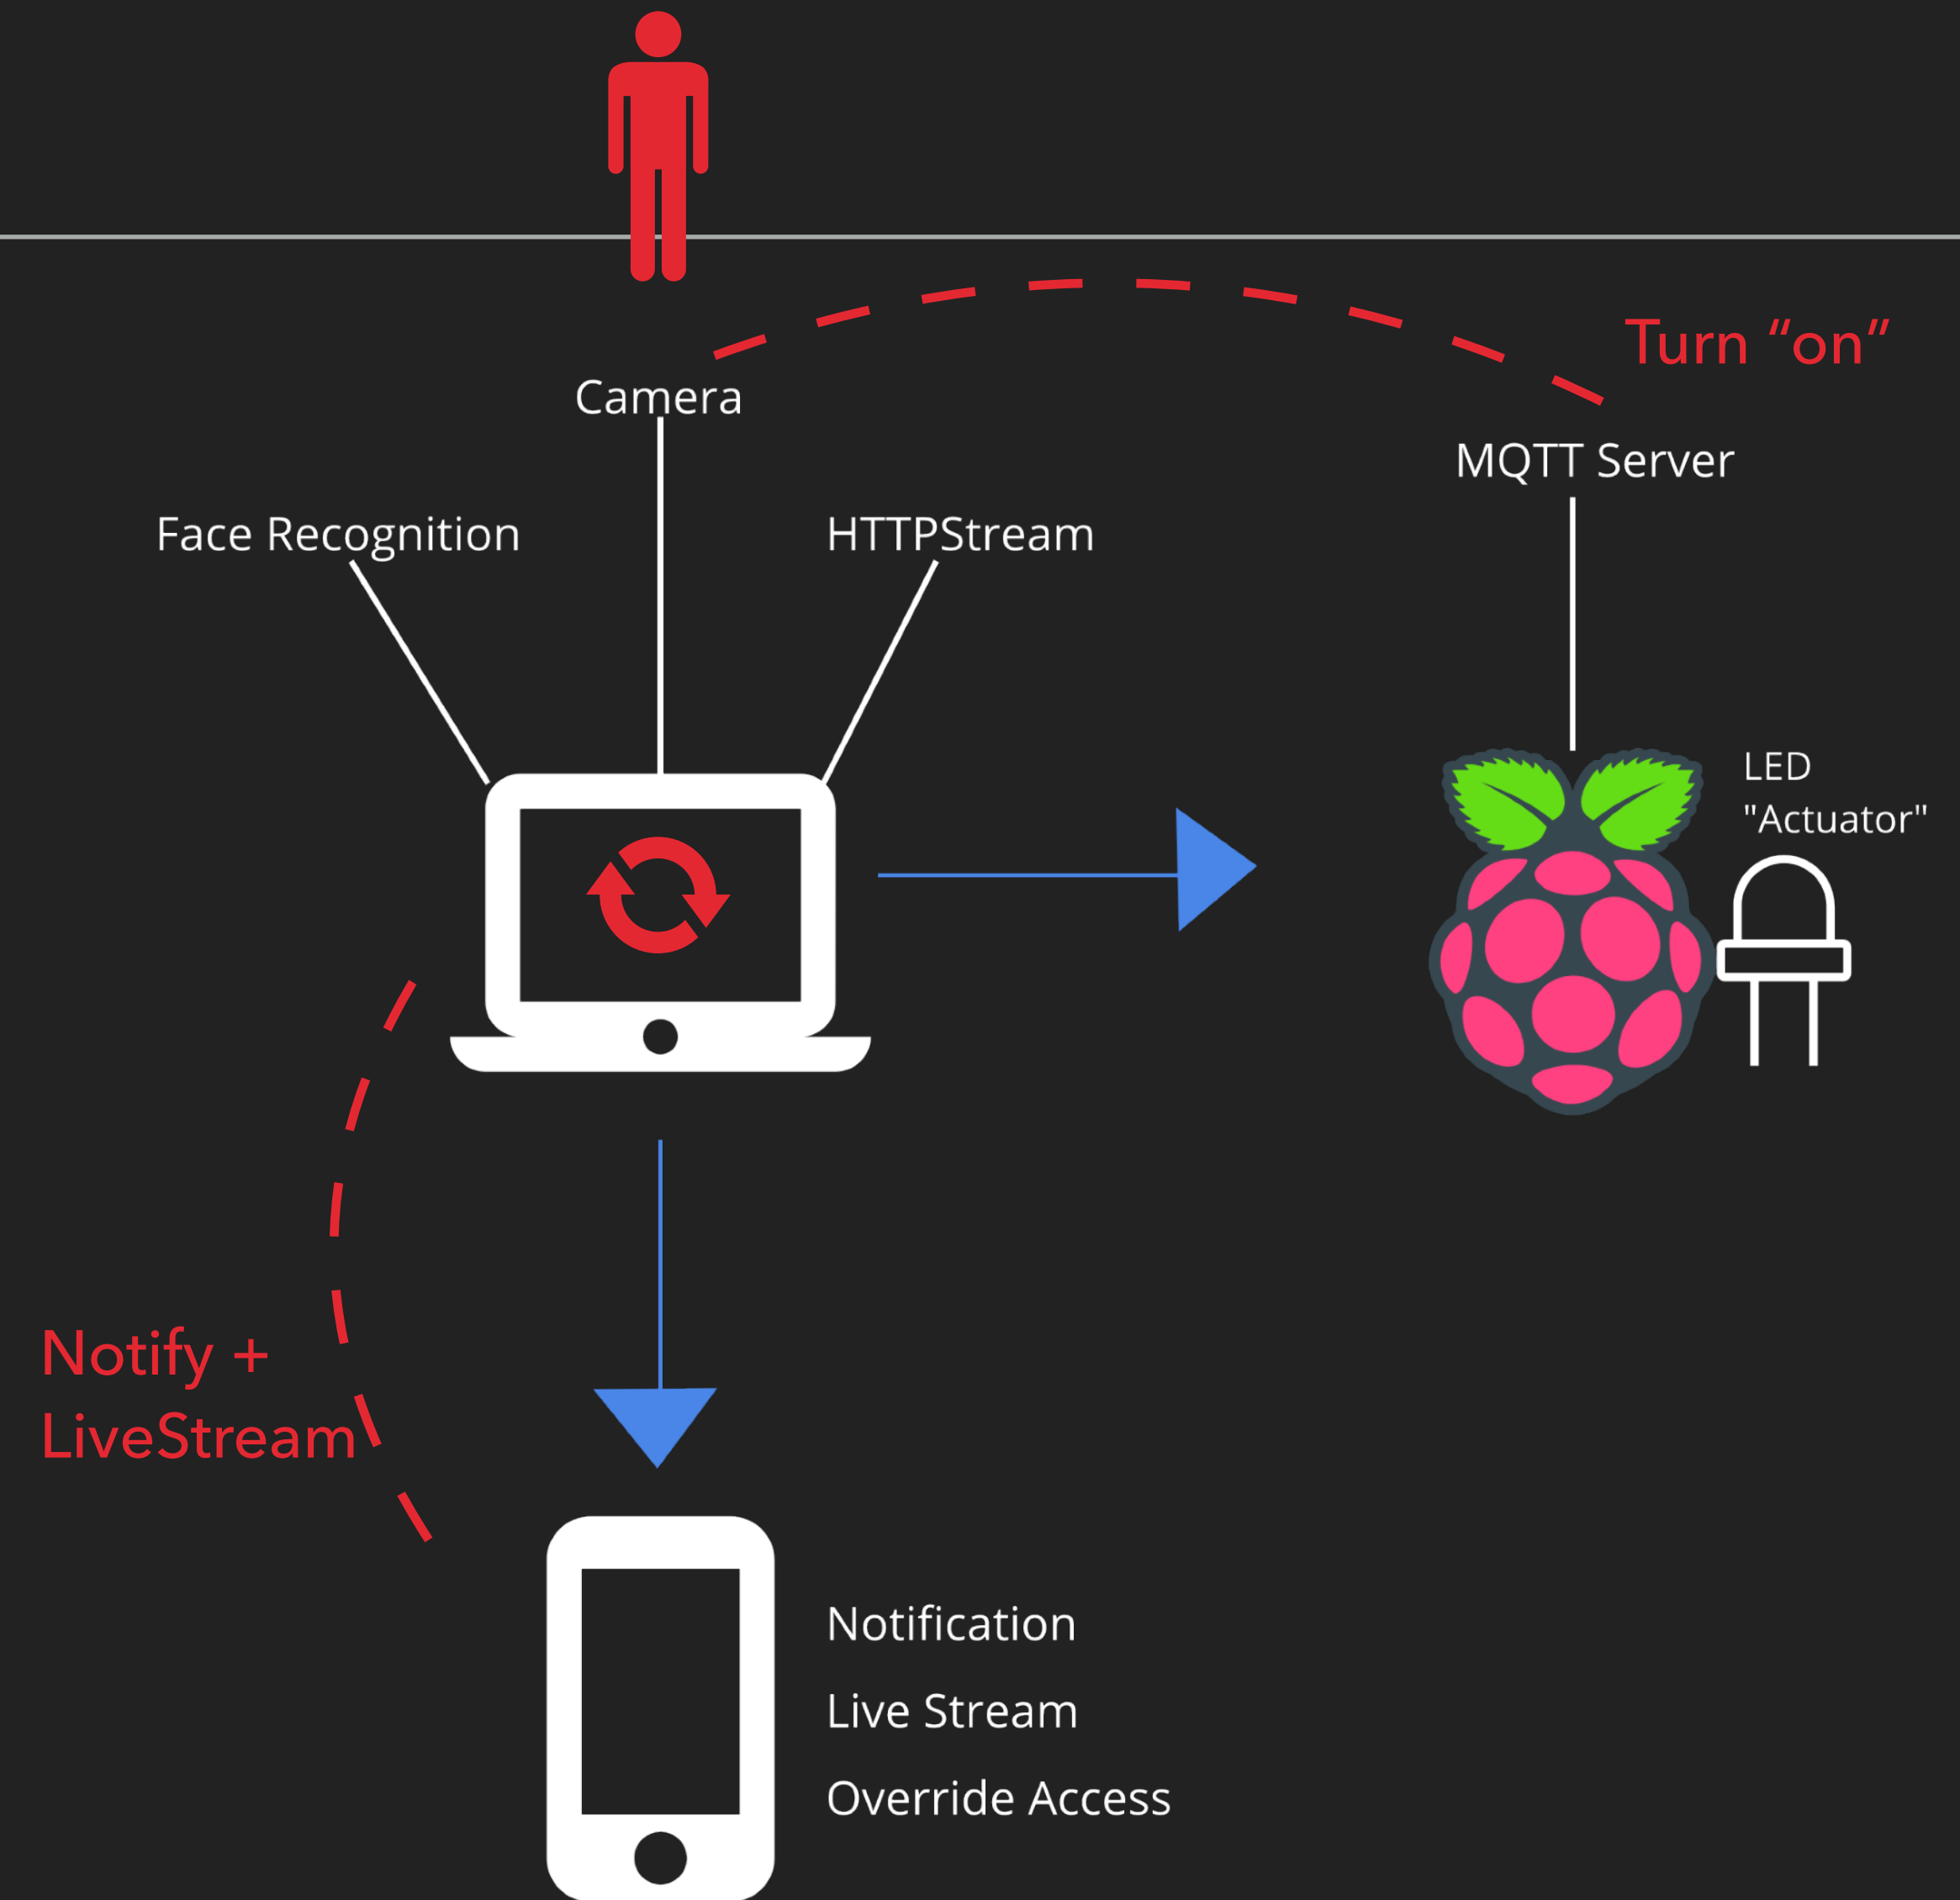 Turn “on“
Camera
MQTT Server
Face Recognition
HTTPStream
LED
"Actuator"
Notify +
LiveStream
Notification
Live Stream
Override Access